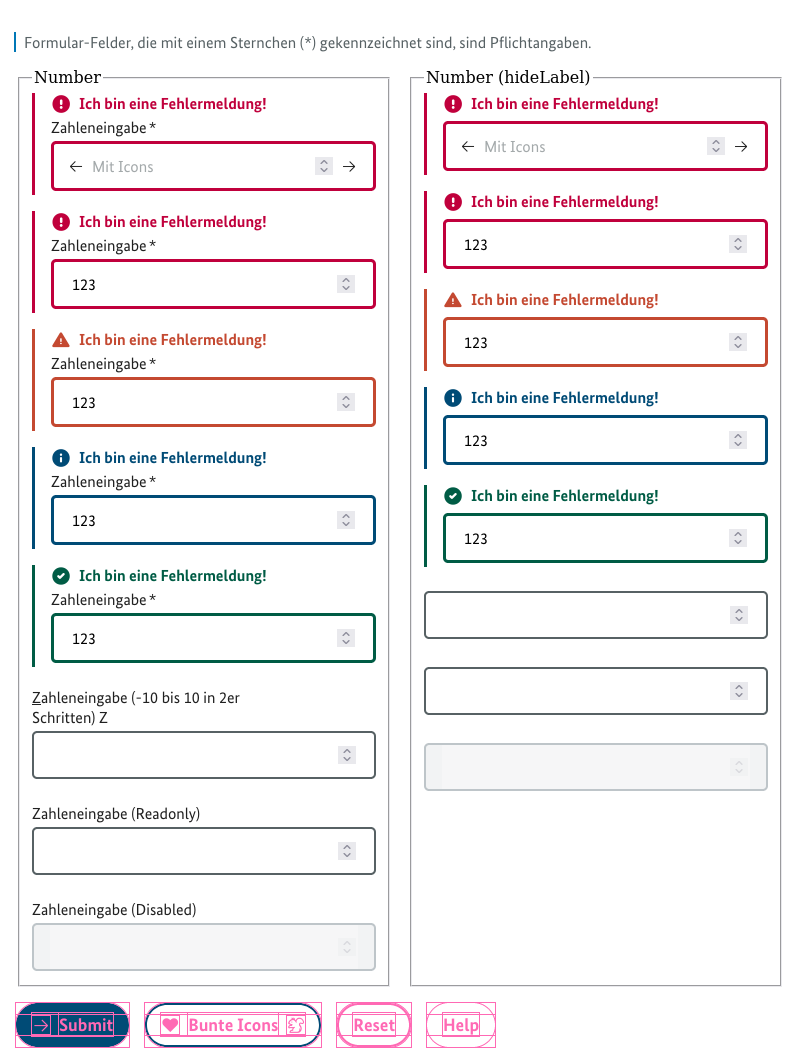 Formular-Felder, die mit einem Sternchen (*) gekennzeichnet sind, sind Pflichtangaben.
Number
Ich bin eine Fehlermeldung!
Zahleneingabe *
Mit Icons
Ich bin eine Fehlermeldung!
Zahleneingabe *
123
Ich bin eine Fehlermeldung!
Zahleneingabe *
123
Ich bin eine Fehlermeldung!
Zahleneingabe *
123
Ich bin eine Fehlermeldung!
Zahleneingabe *
123
Zahleneingabe (-10 bis 10 in 2er
Schritten) Z
Zahleneingabe (Readonly)
Zahleneingabe (Disabled)
Number (hideLabel)
Ich bin eine Fehlermeldung!
Mit Icons
Ich bin eine Fehlermeldung!
123
Ich bin eine Fehlermeldung!
123
Ich bin eine Fehlermeldung!
123
Ich bin eine Fehlermeldung!
123
Submit
Bunte Icons
Reset
Help